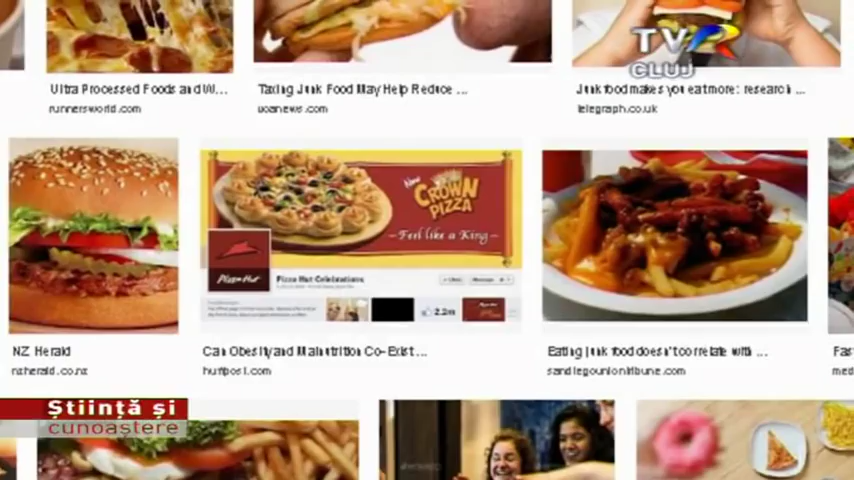 TVR
CLUJ
Ultra Processed Foods and W...
runnersworld.com
Taxing Junk Food May Help Reduce ...
voanews.com
Junk food makes you eat more: research ...
telegraph.co.uk
New
CROWN
PIZZA
-Feel like a King-
Pizza Hut
Pizza Hut Celebrations
2.2m
NZ Herald
nzherald.co.nz
Can Obesity and Malnutrition Co-Exist ...
huffpost.com
Eating junk food doesn't correlate with ...
sandiegouniontribune.com
Fas
med
Știință și
cunoaștere